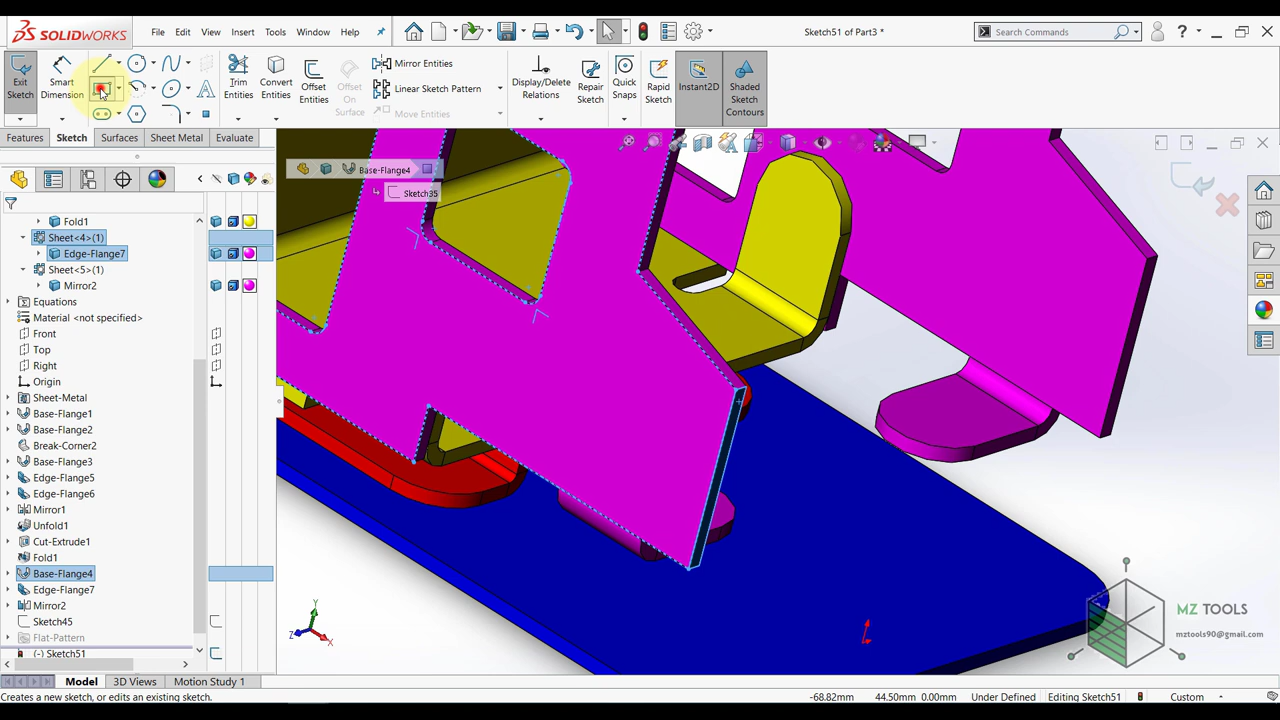 SOLIDWORKS
File Edit View Insert Tools Window
Sketch51 of Part3 *
Search Commands
Exit Sketch
Smart Dimension
Trim Entities
Convert Entities
Offset Entities
Offset On Surface
Mirror Entities
Linear Sketch Pattern
Move Entities
Display/Delete Relations
Repair Sketch
Quick Snaps
Rapid Sketch
Instant2D
Shaded Sketch Contours
Features Sketch Surfaces Sheet Metal Evaluate
Base-Flange4
Sketch35
Fold1
Sheet<4>(1)
Edge-Flange7
Sheet<5>(1)
Mirror2
Equations
Material <not specified>
Front
Top
Right
Origin
Sheet-Metal
Base-Flange1
Base-Flange2
Break-Corner2
Base-Flange3
Edge-Flange5
Edge-Flange6
Mirror1
Unfold1
Cut-Extrude1
Fold1
Base-Flange4
Edge-Flange7
Mirror2
Sketch45
Flat-Pattern
(-) Sketch51
Y
Z
X
MZ TOOLS
mztools90@gmail.com
Model 3D Views Motion Study 1
Creates a new sketch, or edits an existing sketch.
-68.82mm 44.50mm 0.00mm Under Defined Editing Sketch51 Custom